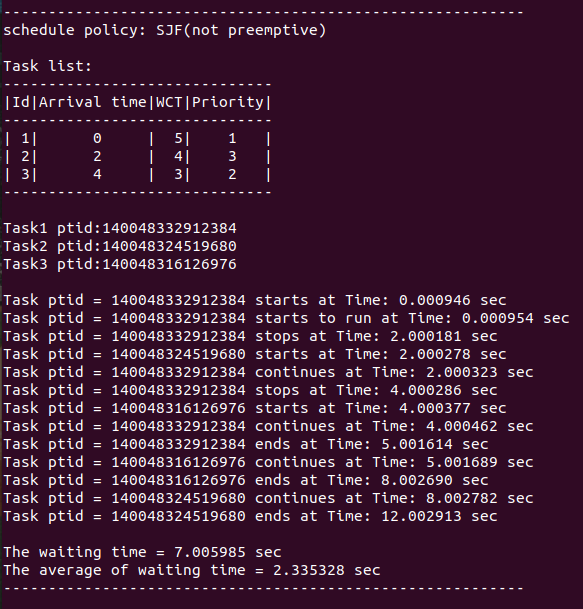 ----------------------------------------------------------
schedule policy: SJF(not preemptive)
Task list:
------------------------------
|Id|Arrival time|WCT|Priority|
------------------------------
| 1|      0     |  5|    1   |
| 2|      2     |  4|    3   |
| 3|      4     |  3|    2   |
------------------------------
Task1 ptid:140048332912384
Task2 ptid:140048324519680
Task3 ptid:140048316126976
Task ptid = 140048332912384 starts at Time: 0.000946 sec
Task ptid = 140048332912384 starts to run at Time: 0.000954 sec
Task ptid = 140048332912384 stops at Time: 2.000181 sec
Task ptid = 140048324519680 starts at Time: 2.000278 sec
Task ptid = 140048332912384 continues at Time: 2.000323 sec
Task ptid = 140048332912384 stops at Time: 4.000286 sec
Task ptid = 140048316126976 starts at Time: 4.000377 sec
Task ptid = 140048332912384 continues at Time: 4.000462 sec
Task ptid = 140048332912384 ends at Time: 5.001614 sec
Task ptid = 140048316126976 continues at Time: 5.001689 sec
Task ptid = 140048316126976 ends at Time: 8.002690 sec
Task ptid = 140048324519680 continues at Time: 8.002782 sec
Task ptid = 140048324519680 ends at Time: 12.002913 sec
The waiting time = 7.005985 sec
The average of waiting time = 2.335328 sec
----------------------------------------------------------